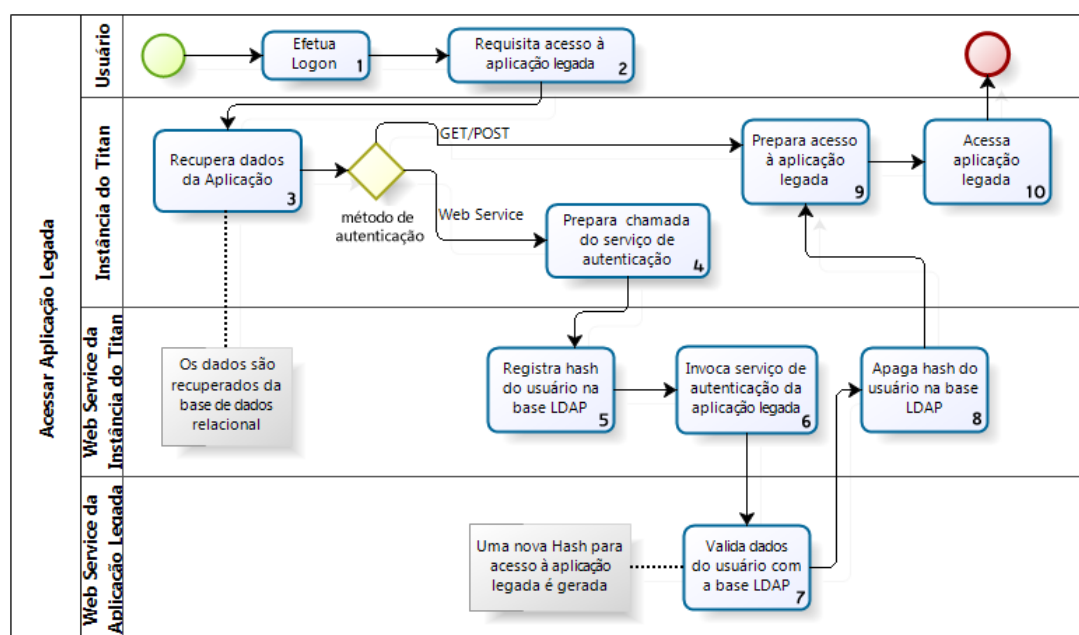 Acessar Aplicação Legada
Usuário
Efetua
Logon
1
Requisita acesso à
aplicação legada
2
Instância do Titan
Recupera dados
da Aplicação
3
método de
autenticação
GET/POST
Web Service
Prepara chamada
do serviço de
autenticação
4
Prepara acesso
à aplicação
legada
9
Acessa
aplicação
legada
10
Web Service da
Instância do Titan
Os dados são
recuperados da
base de dados
relacional
Registra hash
do usuário na
base LDAP
5
Invoca serviço de
autenticação da
aplicação legada
6
Apaga hash do
usuário na base
LDAP
8
Web Service da
Aplicação Legada
Uma nova Hash para
acesso à aplicação
legada é gerada
Valida dados
do usuário com
a base LDAP
7